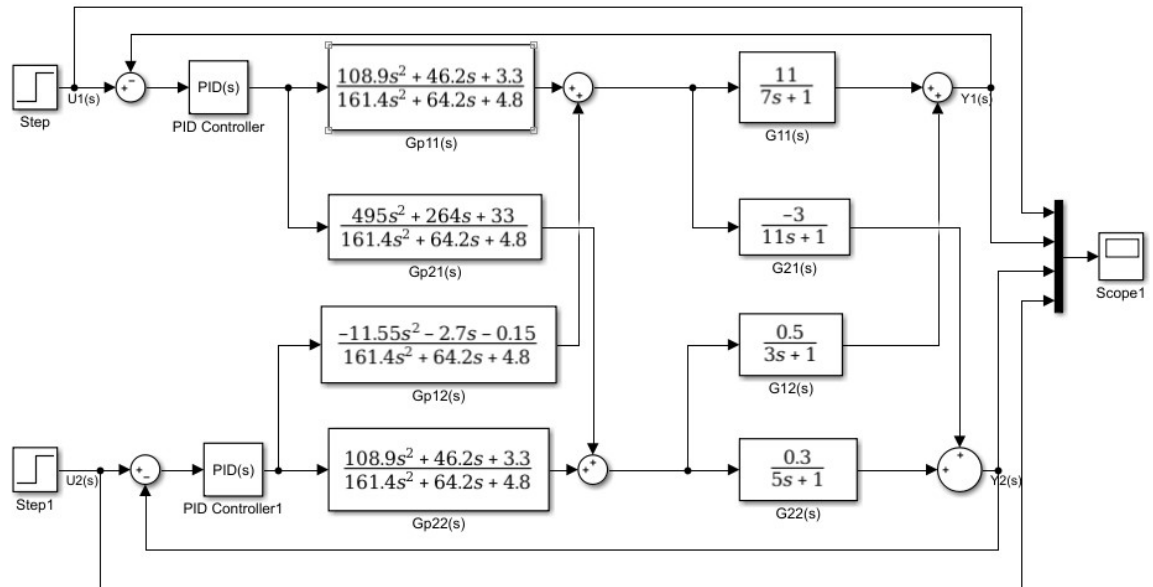 U1(s)
Step
PID(s)
PID Controller
108.9s² + 46.2s + 3.3
161.4s² + 64.2s + 4.8
Gp11(s)
11
7s + 1
G11(s)
Y1(s)
495s² + 264s + 33
161.4s² + 64.2s + 4.8
Gp21(s)
−3
11s + 1
G21(s)
Scope1
−11.55s² − 2.7s − 0.15
161.4s² + 64.2s + 4.8
Gp12(s)
0.5
3s + 1
G12(s)
U2(s)
Step1
PID(s)
PID Controller1
108.9s² + 46.2s + 3.3
161.4s² + 64.2s + 4.8
Gp22(s)
0.3
5s + 1
G22(s)
Y2(s)